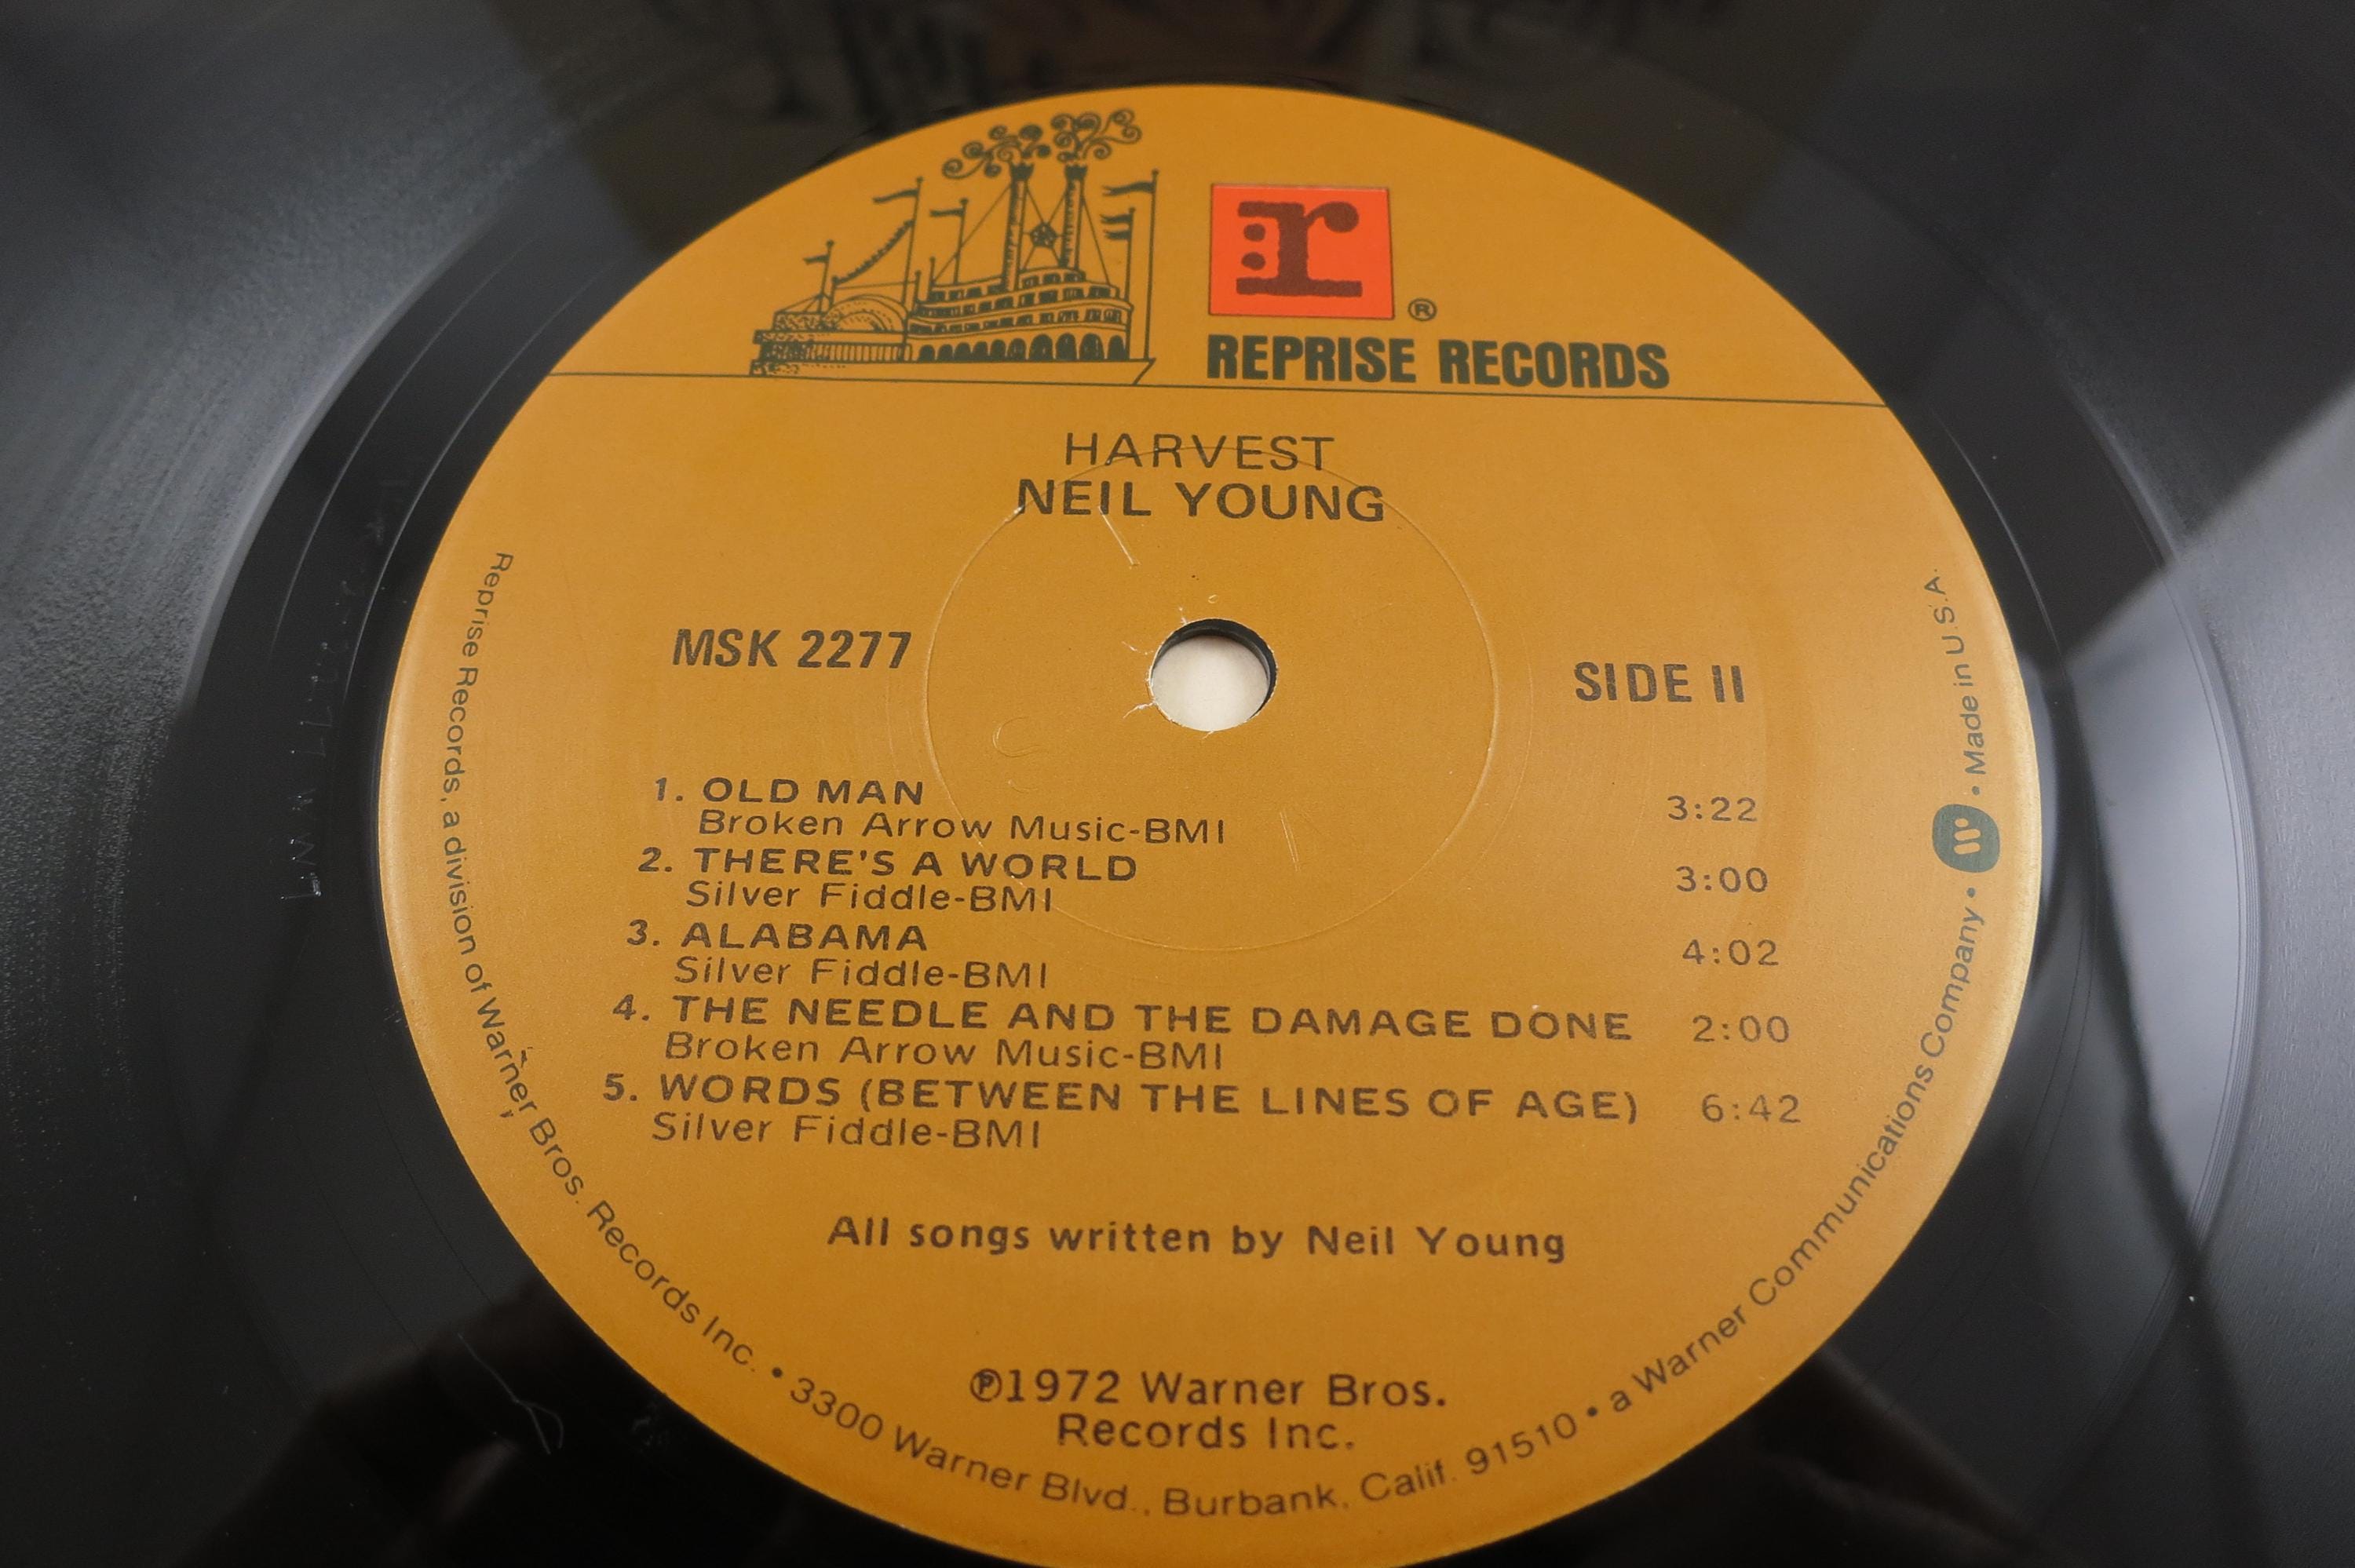 r
®
REPRISE RECORDS
HARVEST
NEIL YOUNG
MSK 2277
SIDE II
1. OLD MAN 3:22
Broken Arrow Music-BMI
2. THERE'S A WORLD 3:00
Silver Fiddle-BMI
3. ALABAMA 4:02
Silver Fiddle-BMI
4. THE NEEDLE AND THE DAMAGE DONE 2:00
Broken Arrow Music-BMI
5. WORDS (BETWEEN THE LINES OF AGE) 6:42
Silver Fiddle-BMI
All songs written by Neil Young
℗1972 Warner Bros.
Records Inc.
Reprise Records, a division of Warner Bros. Records Inc. • 3300 Warner Blvd., Burbank, Calif. 91510 • a Warner Communications Company • W • Made in U.S.A.